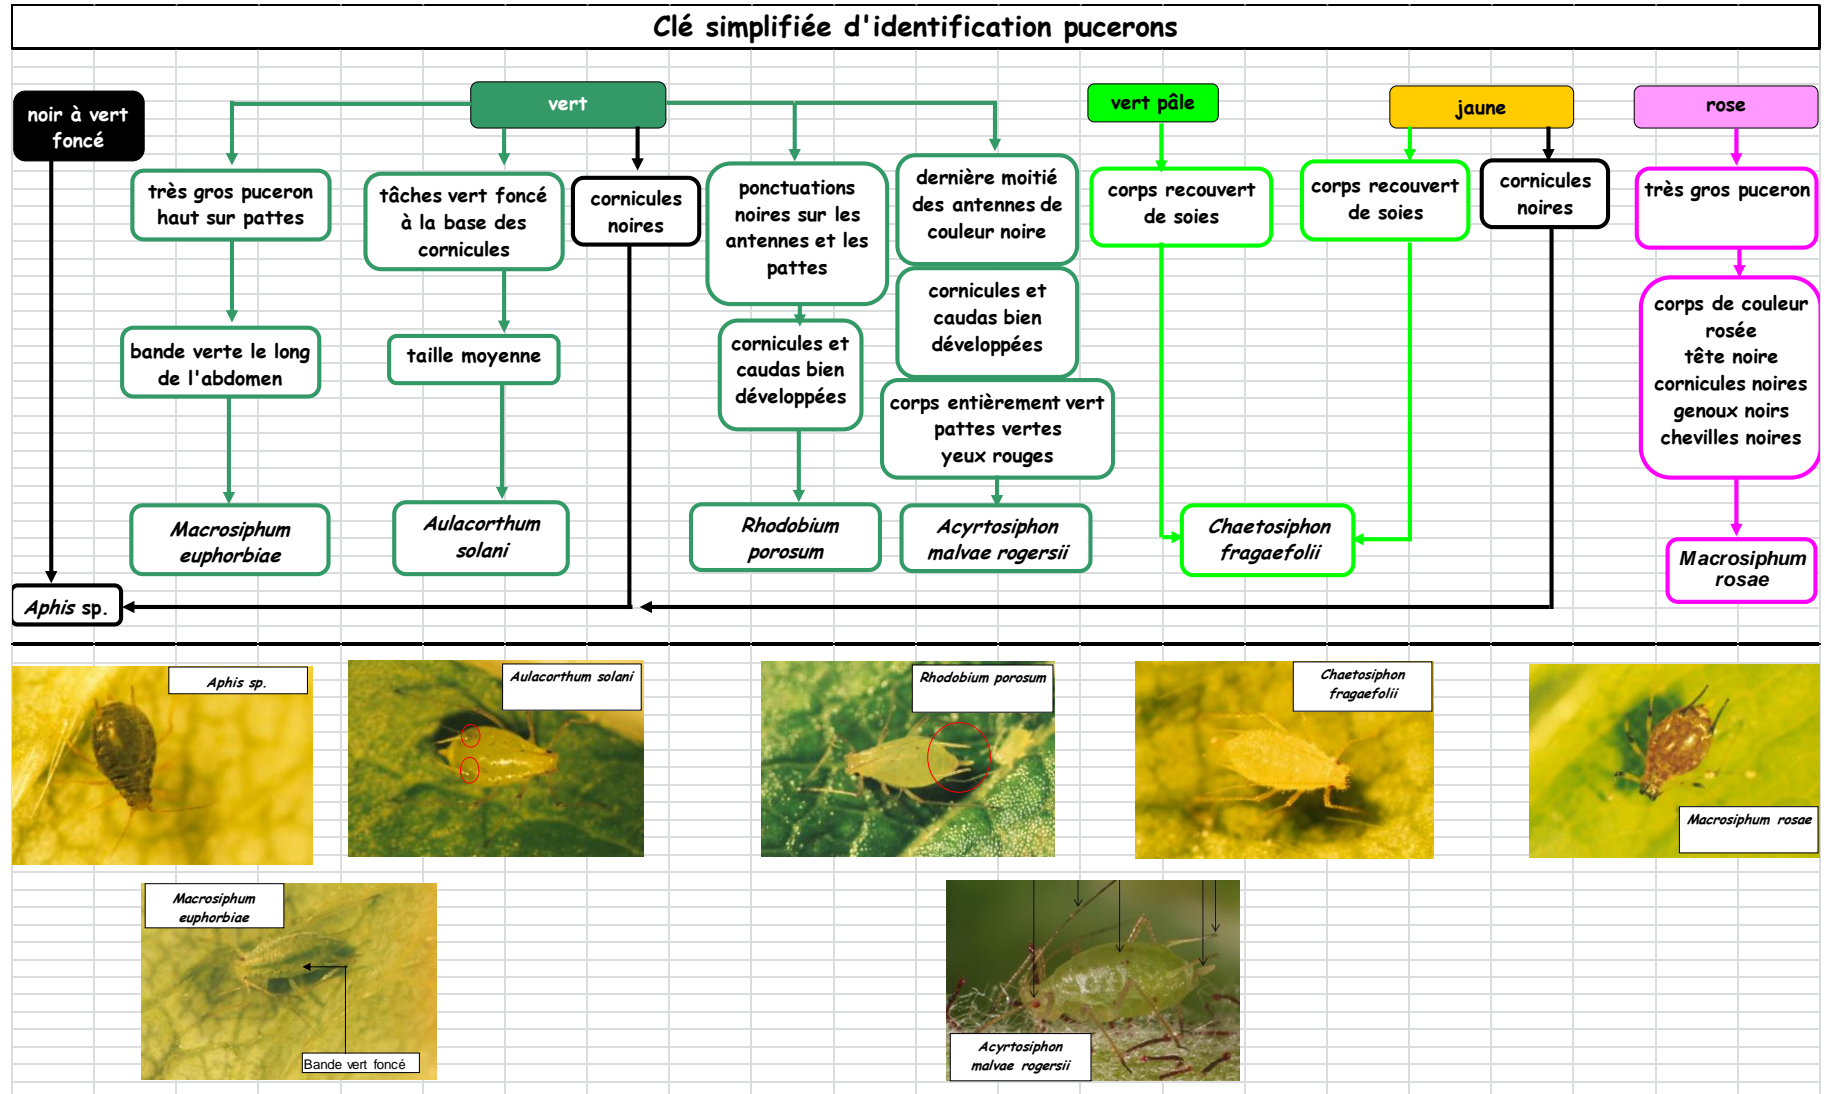 Clé simplifiée d'identification pucerons
noir à vert
foncé
vert
vert pâle
jaune
rose
très gros puceron
haut sur pattes
tâches vert foncé
à la base des
cornicules
cornicules
noires
ponctuations
noires sur les
antennes et les
pattes
dernière moitié
des antennes de
couleur noire
corps recouvert
de soies
corps recouvert
de soies
cornicules
noires
très gros puceron
bande verte le long
de l'abdomen
taille moyenne
cornicules et
caudas bien
développées
cornicules et
caudas bien
développées
corps entièrement vert
pattes vertes
yeux rouges
corps de couleur
rosée
tête noire
cornicules noires
genoux noirs
chevilles noires
Macrosiphum
euphorbiae
Aulacorthum
solani
Rhodobium
porosum
Acyrtosiphon
malvae rogersii
Chaetosiphon
fragaefolii
Macrosiphum
rosae
Aphis sp.
Aphis sp.
Aulacorthum solani
Rhodobium porosum
Chaetosiphon
fragaefolii
Macrosiphum rosae
Macrosiphum
euphorbiae
Bande vert foncé
Acyrtosiphon
malvae rogersii